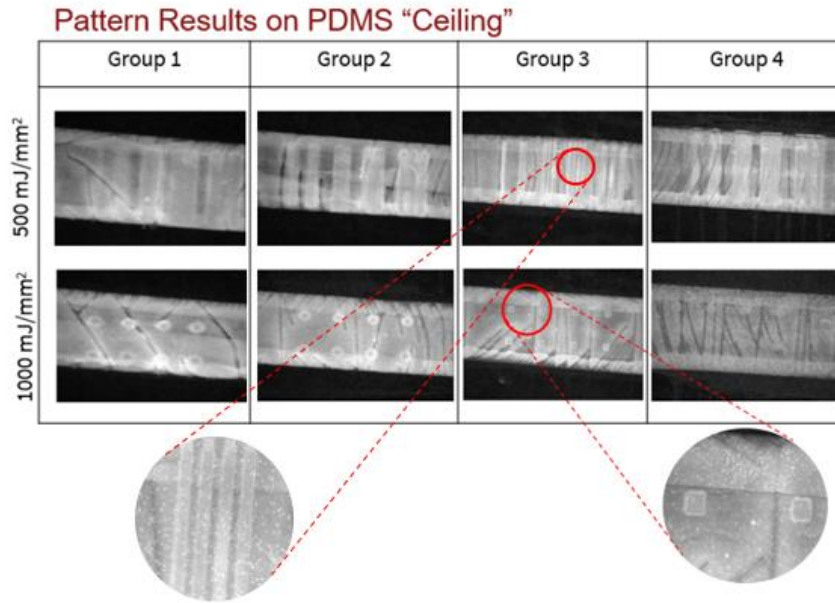 Pattern Results on PDMS “Ceiling”
Group 1 Group 2 Group 3 Group 4
500 mJ/mm²
1000 mJ/mm²